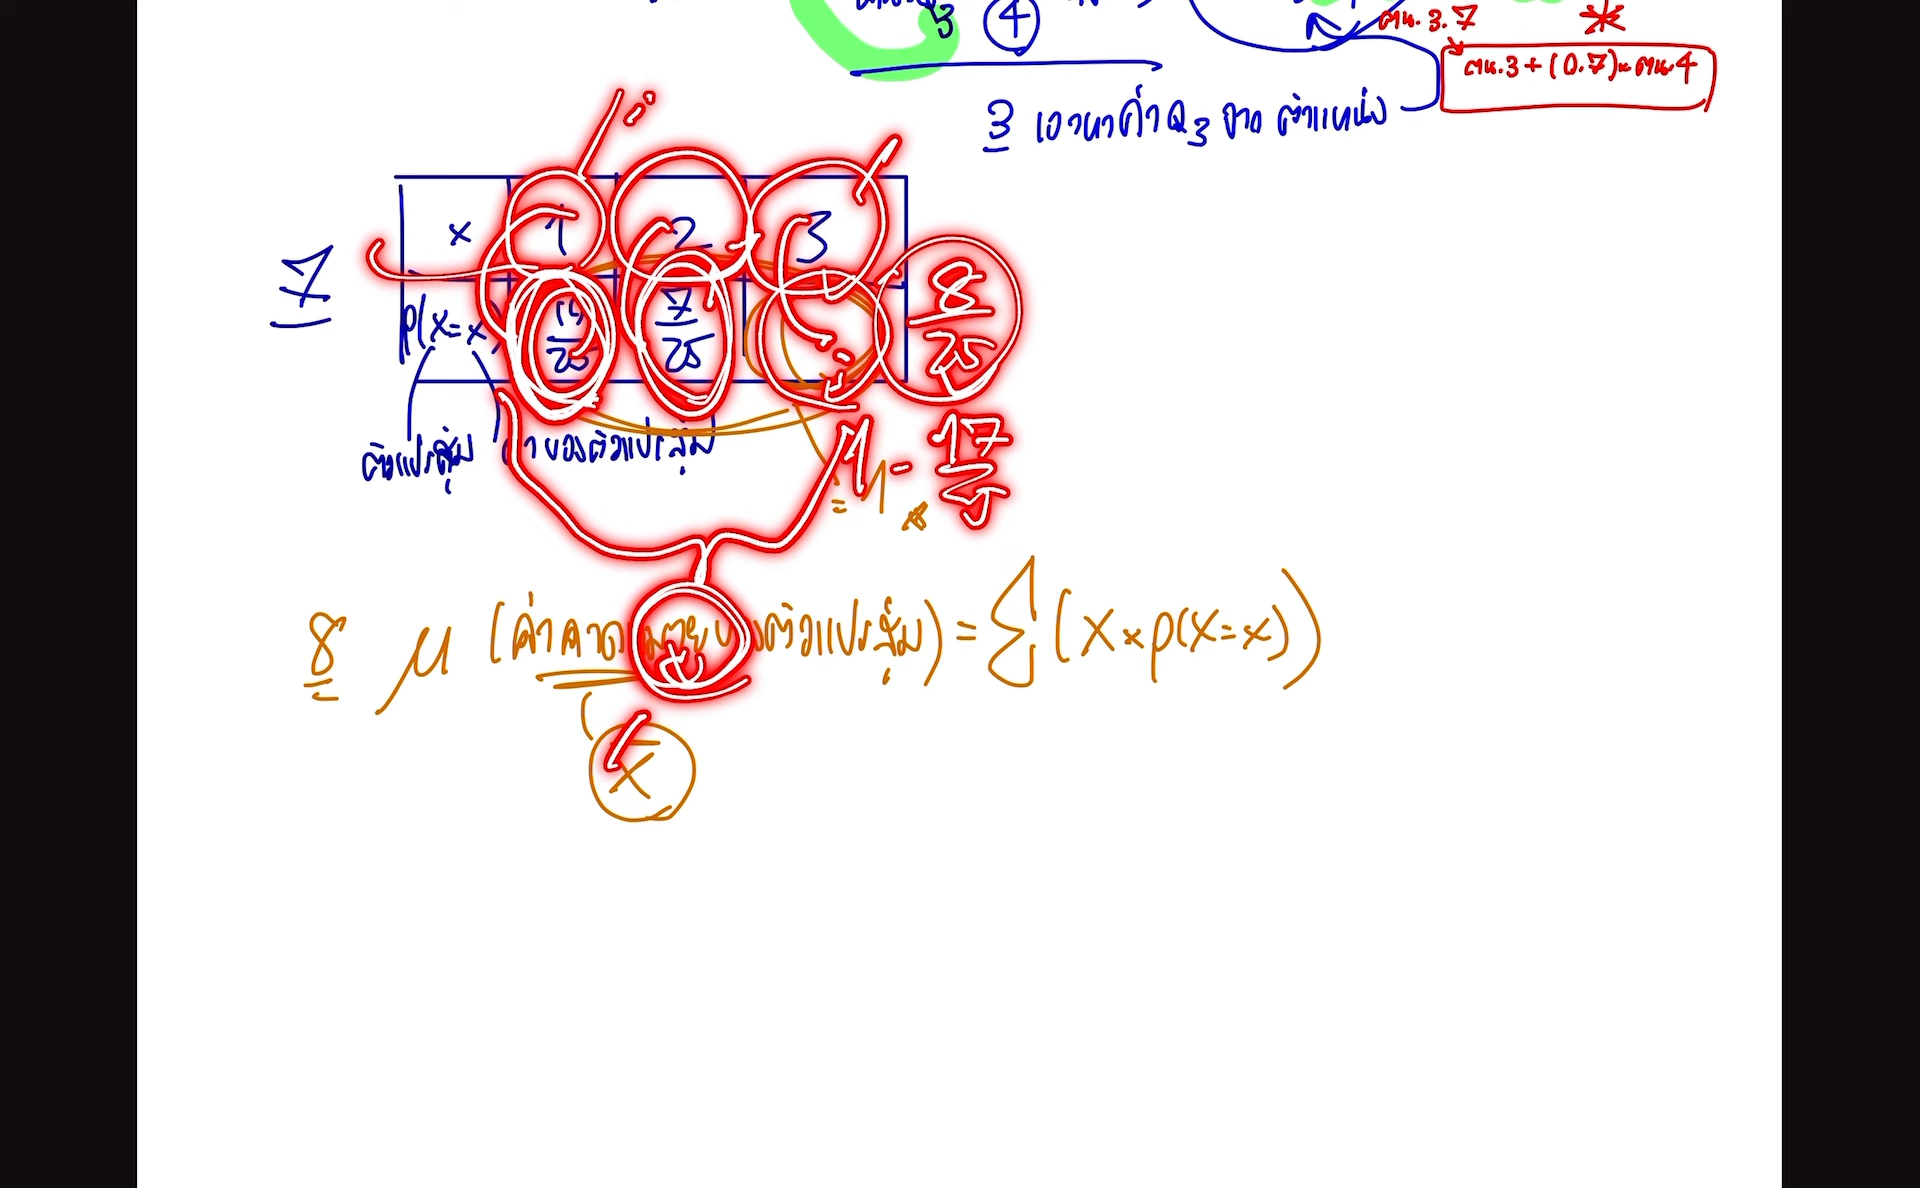 3 ④
ตน. 3.7 *
ตน.3 + (0.7)×ตน.4
3 เอาหาค่า Q3 จาก ตำแหน่ง
7
x 1 2 3
P(X=x) 25 7/25 8/25
ตัวแปรสุ่ม ค่าของตัวแปรสุ่ม
= 1
1 - 17
8 μ (ค่าคาดหมายของตัวแปรสุ่ม) = Σ (X × P(X=x))
x̄